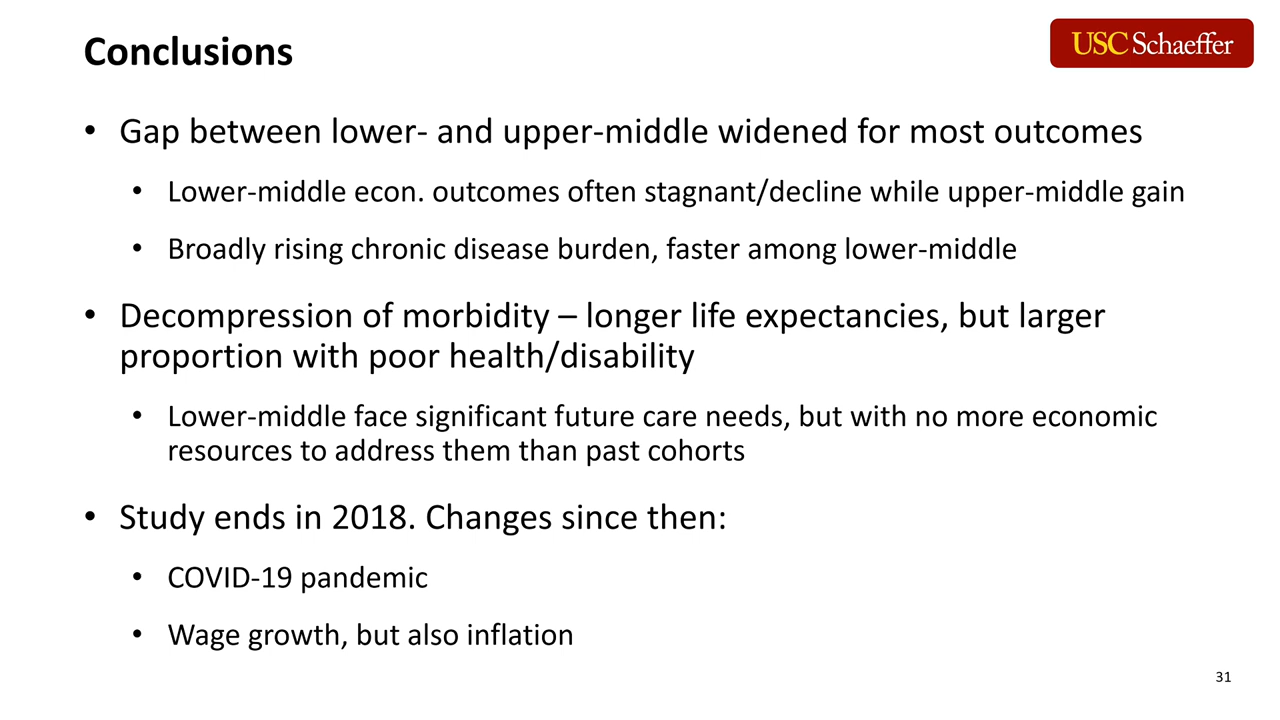 Conclusions
USC Schaeffer
• Gap between lower- and upper-middle widened for most outcomes
• Lower-middle econ. outcomes often stagnant/decline while upper-middle gain
• Broadly rising chronic disease burden, faster among lower-middle
• Decompression of morbidity – longer life expectancies, but larger
proportion with poor health/disability
• Lower-middle face significant future care needs, but with no more economic
resources to address them than past cohorts
• Study ends in 2018. Changes since then:
• COVID-19 pandemic
• Wage growth, but also inflation
31